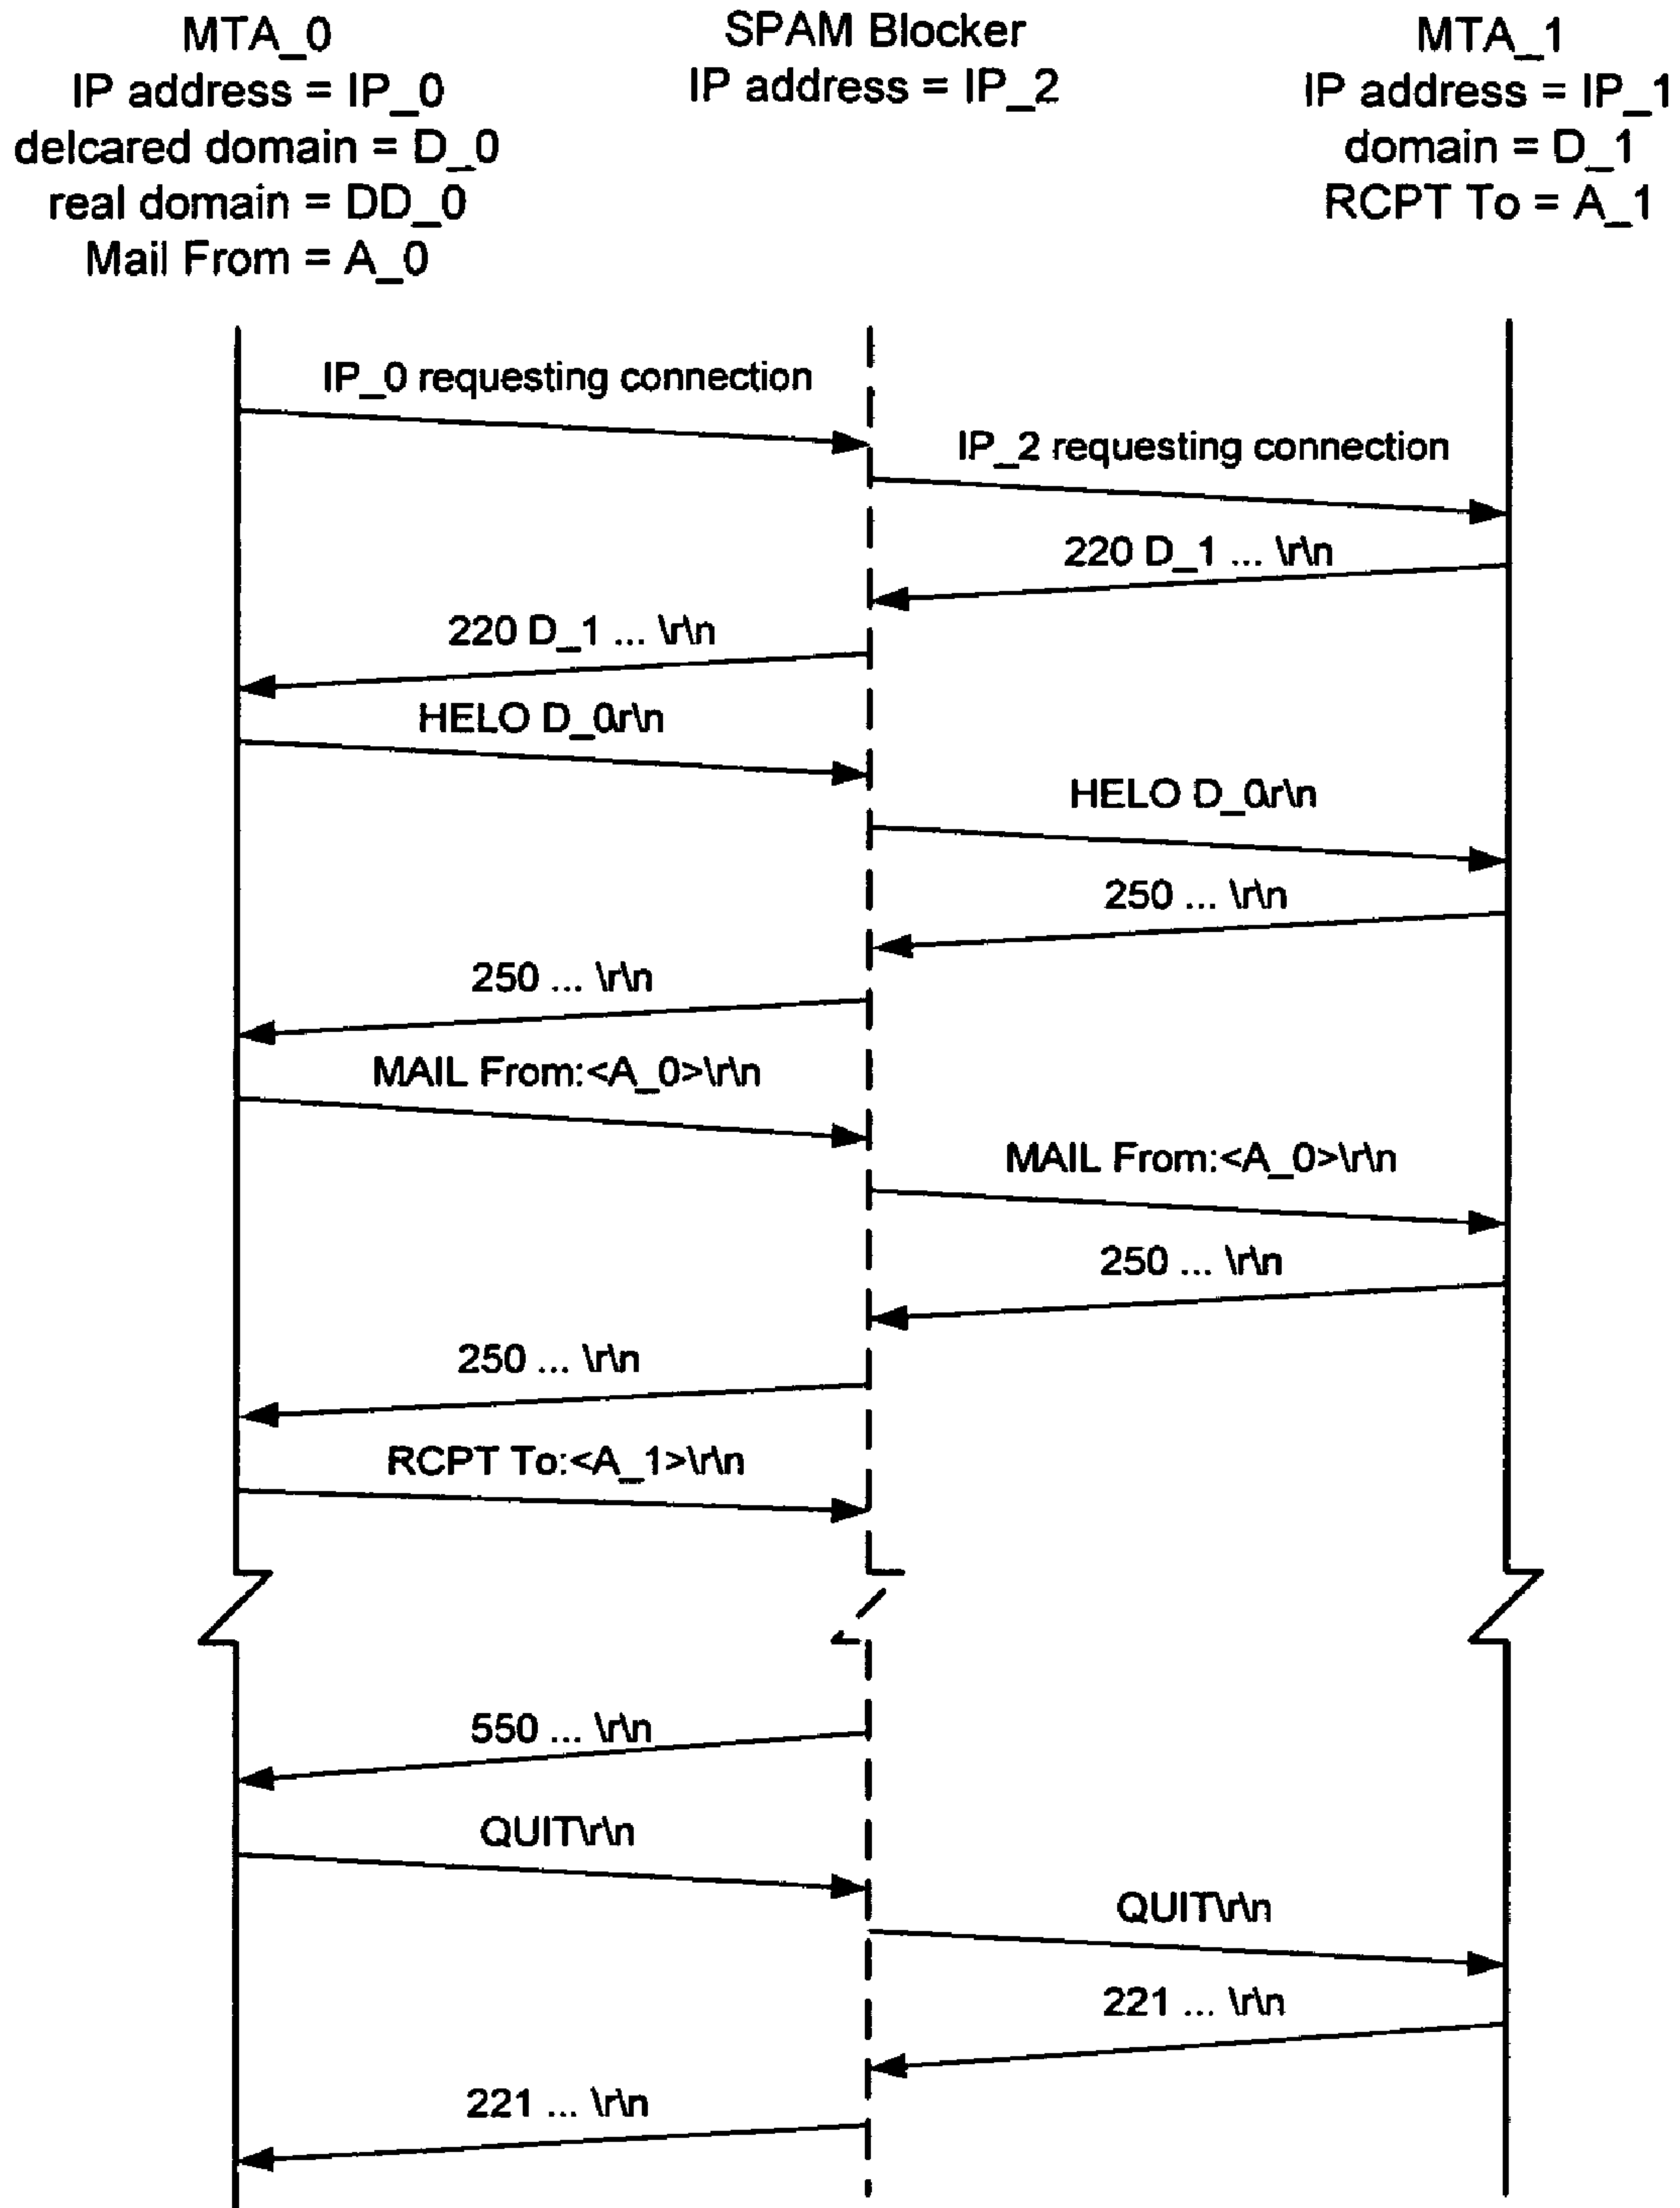 MTA_0
IP address = IP_0
delcared domain = D_0
real domain = DD_0
Mail From = A_0
SPAM Blocker
IP address = IP_2
MTA_1
IP address = IP_1
domain = D_1
RCPT To = A_1
IP_0 requesting connection
IP_2 requesting connection
220 D_1 ... \r\n
220 D_1 ... \r\n
HELO D_0\r\n
HELO D_0\r\n
250 ... \r\n
250 ... \r\n
MAIL From:<A_0>\r\n
MAIL From:<A_0>\r\n
250 ... \r\n
250 ... \r\n
RCPT To:<A_1>\r\n
550 ... \r\n
QUIT\r\n
QUIT\r\n
221 ... \r\n
221 ... \r\n